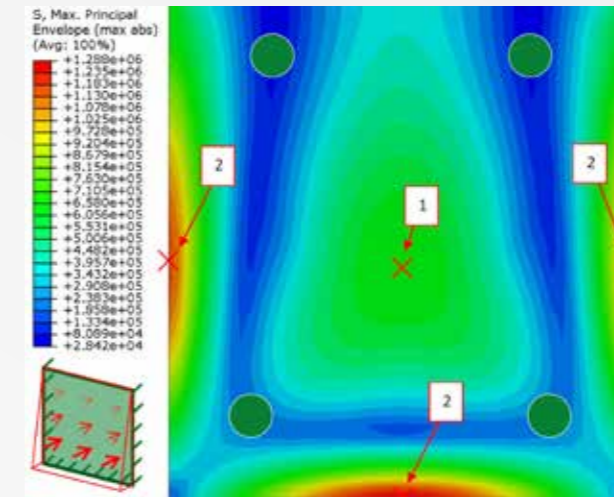 S, Max. Principal
Envelope (max abs)
(Avg: 100%)
+1.288e+06
+1.235e+06
+1.183e+06
+1.130e+06
+1.078e+06
+1.025e+06
+9.728e+05
+9.204e+05
+8.679e+05
+8.154e+05
+7.630e+05
+7.105e+05
+6.580e+05
+6.056e+05
+5.531e+05
+5.006e+05
+4.482e+05
+3.957e+05
+3.432e+05
+2.908e+05
+2.383e+05
+1.858e+05
+1.334e+05
+8.089e+04
+2.842e+04
2
2
1
2